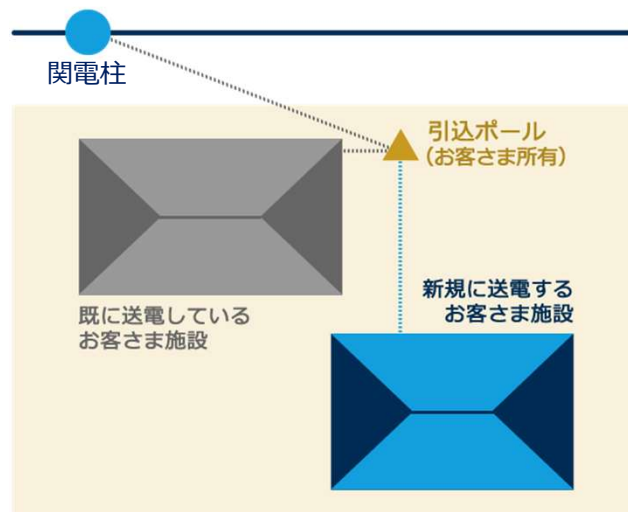 関電柱
引込ポール
(お客さま所有)
新規に送電する
お客さま施設
既に送電している
お客さま施設